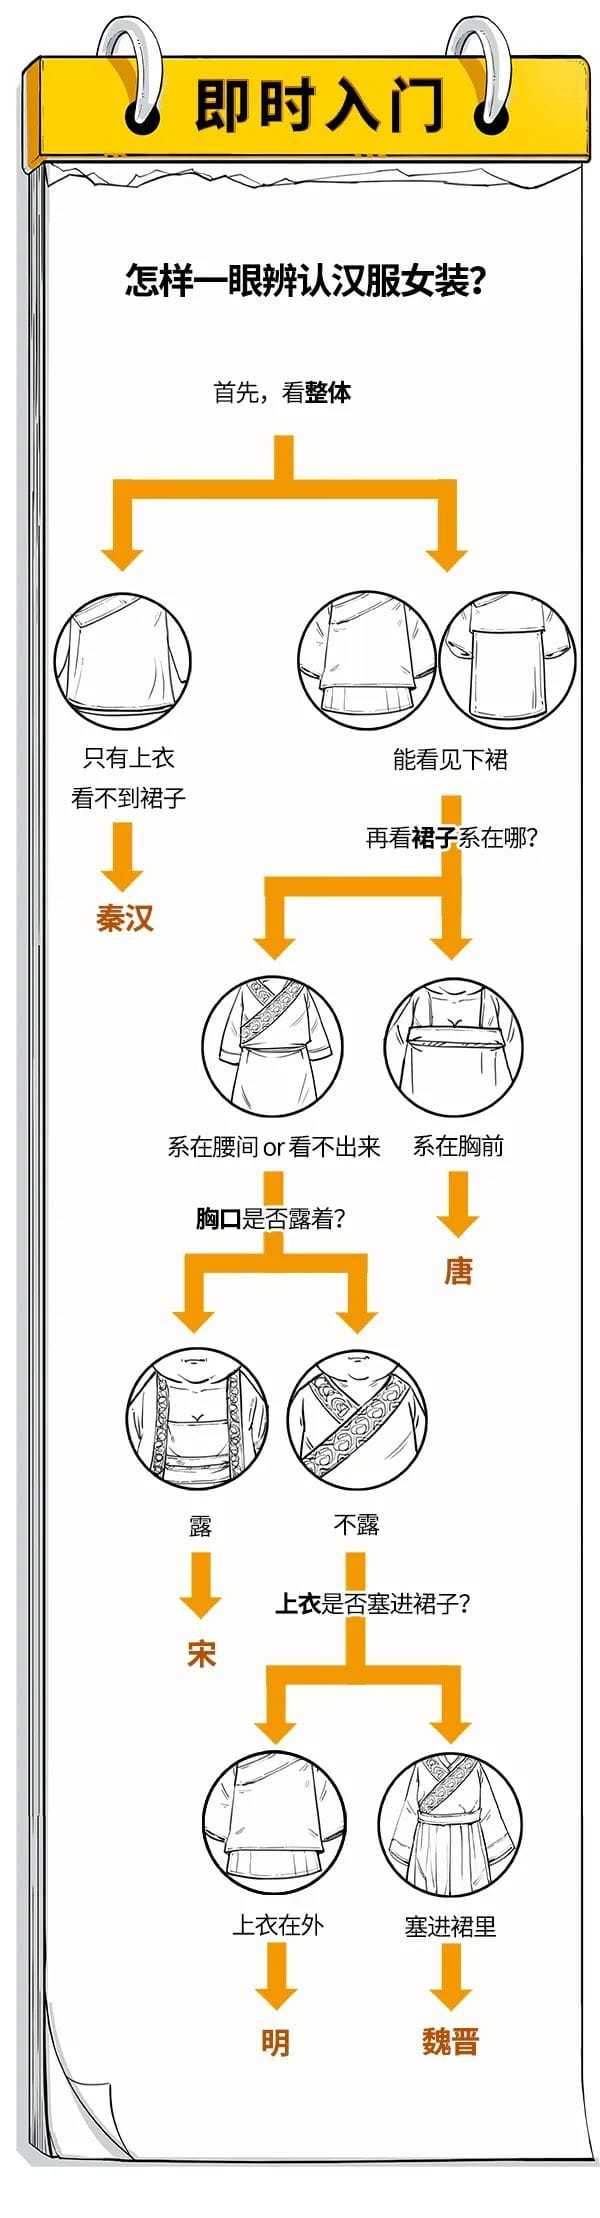 即时入门
怎样一眼辨认汉服女装？
首先，看整体
只有上衣
看不到裙子
能看见下裙
再看裙子系在哪？
秦汉
系在腰间 or 看不出来
系在胸前
胸口是否露着？
唐
露
不露
上衣是否塞进裙子？
宋
上衣在外
塞进裙里
明
魏晋